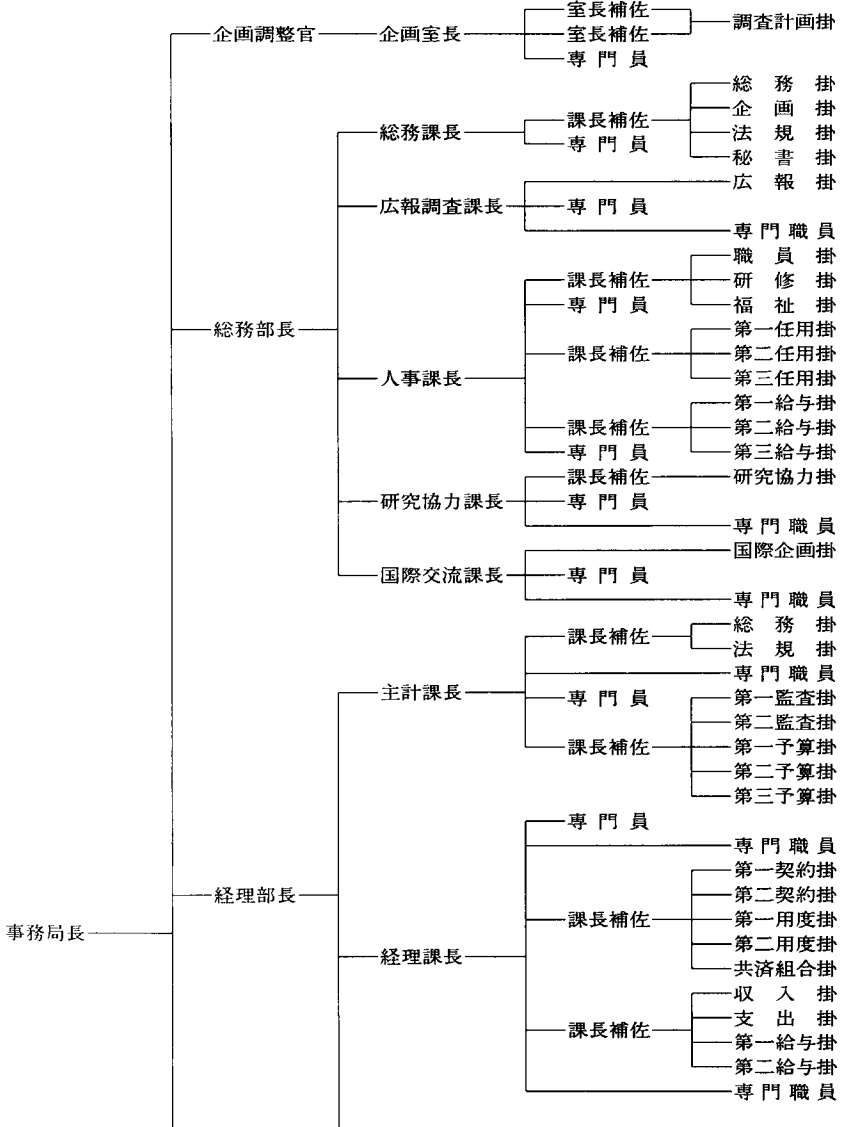 室長補佐
企画調整官 企画室長 室長補佐 調査計画掛
専門員
総務掛
企画掛
課長補佐
総務課長 法規掛
専門員
秘書掛
広報掛
広報調査課長 専門員
専門職員
職員掛
課長補佐 研修掛
専門員 福祉掛
総務部長 第一任用掛
課長補佐 第二任用掛
人事課長 第三任用掛
第一給与掛
課長補佐 第二給与掛
専門員 第三給与掛
課長補佐 研究協力掛
研究協力課長 専門員
専門職員
国際企画掛
国際交流課長 専門員
専門職員
総務掛
課長補佐
法規掛
専門職員
主計課長 専門員 第一監査掛
第二監査掛
課長補佐 第一予算掛
第二予算掛
第三予算掛
専門員
専門職員
第一契約掛
経理部長 第二契約掛
課長補佐 第一用度掛
事務局長 第二用度掛
経理課長 共済組合掛
収入掛
支出掛
課長補佐
第一給与掛
第二給与掛
専門職員